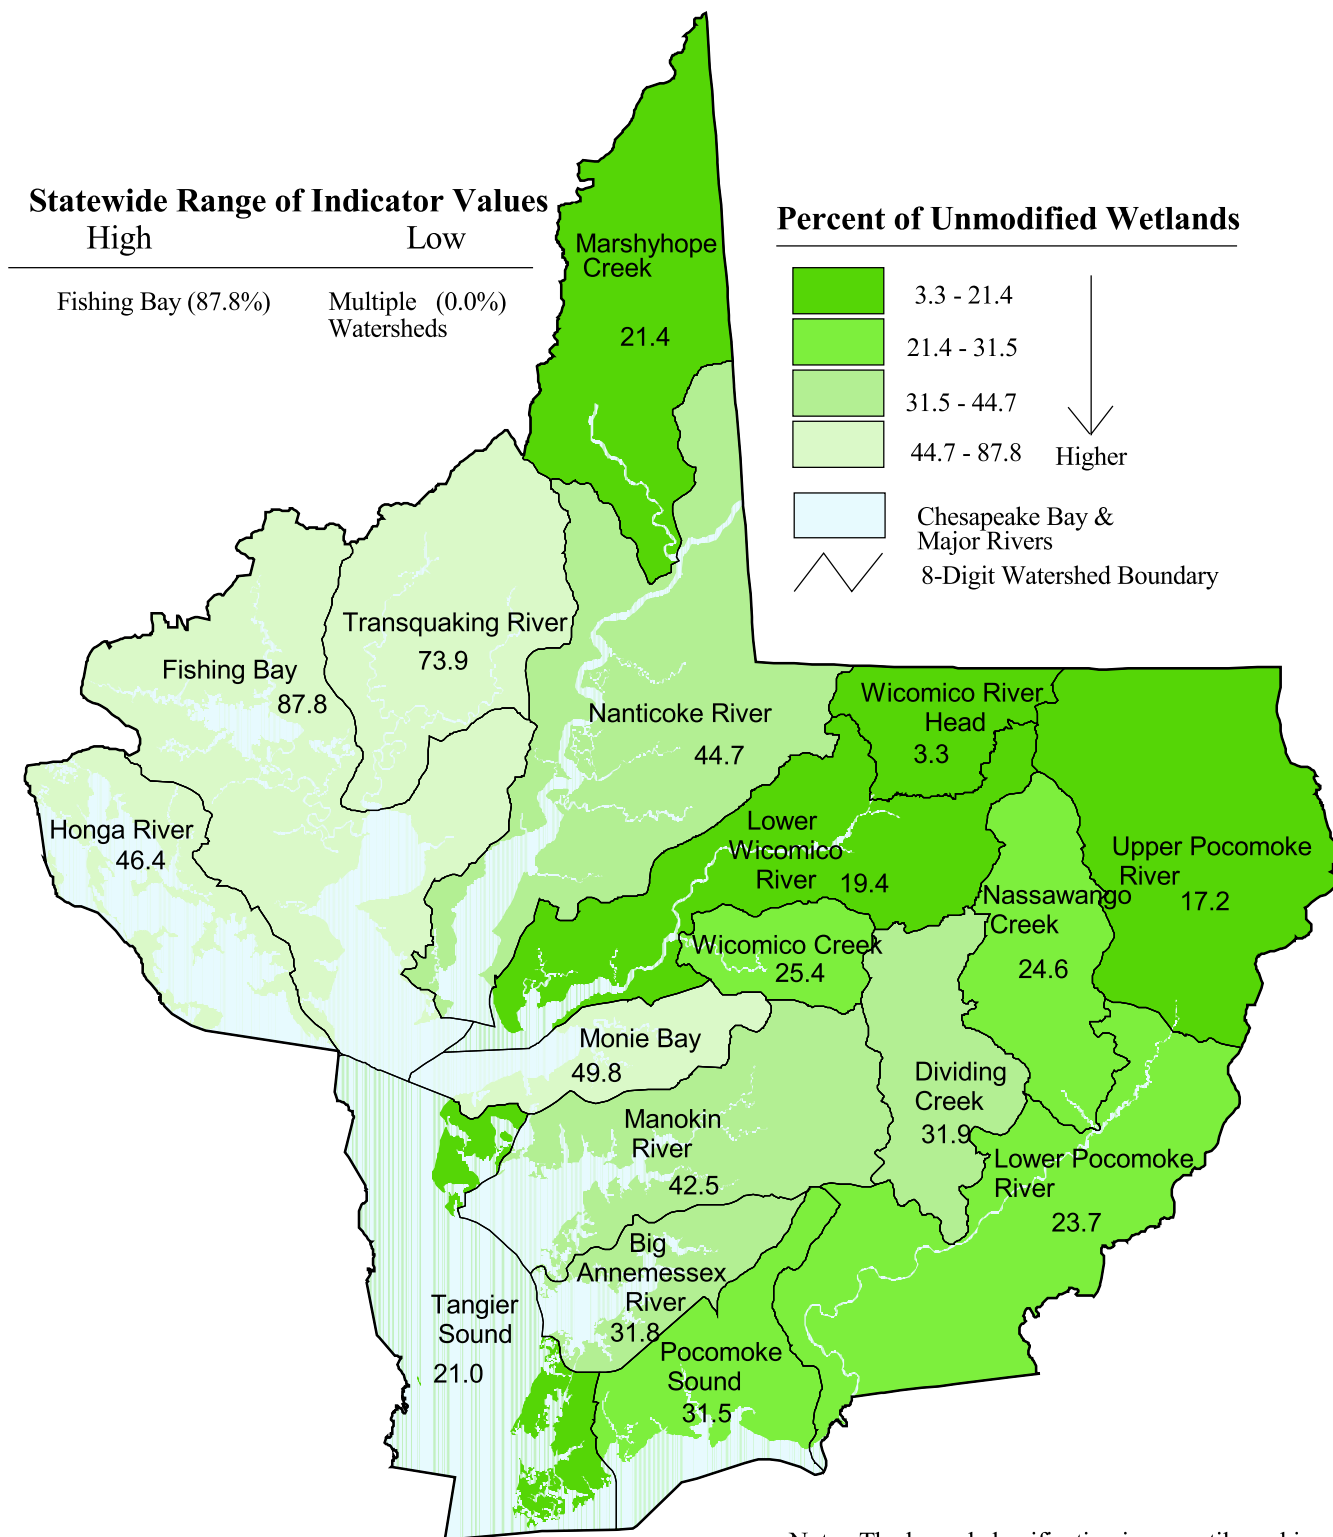 Statewide Range of Indicator Values
High Low
Fishing Bay (87.8%) Multiple (0.0%)
Watersheds
Percent of Unmodified Wetlands
3.3 - 21.4
21.4 - 31.5
31.5 - 44.7
44.7 - 87.8
Higher
Chesapeake Bay &
Major Rivers
8-Digit Watershed Boundary
Marshyhope
Creek
21.4
Transquaking River
73.9
Fishing Bay
87.8
Nanticoke River
44.7
Wicomico River
Head
3.3
Honga River
46.4
Lower
Wicomico
River 19.4
Upper Pocomoke
River
17.2
Nassawango
Creek
24.6
Wicomico Creek
25.4
Monie Bay
49.8
Dividing
Creek
31.9
Manokin
River
42.5
Lower Pocomoke
River
23.7
Big
Annemessex
River
31.8
Tangier
Sound
21.0
Pocomoke
Sound
31.5